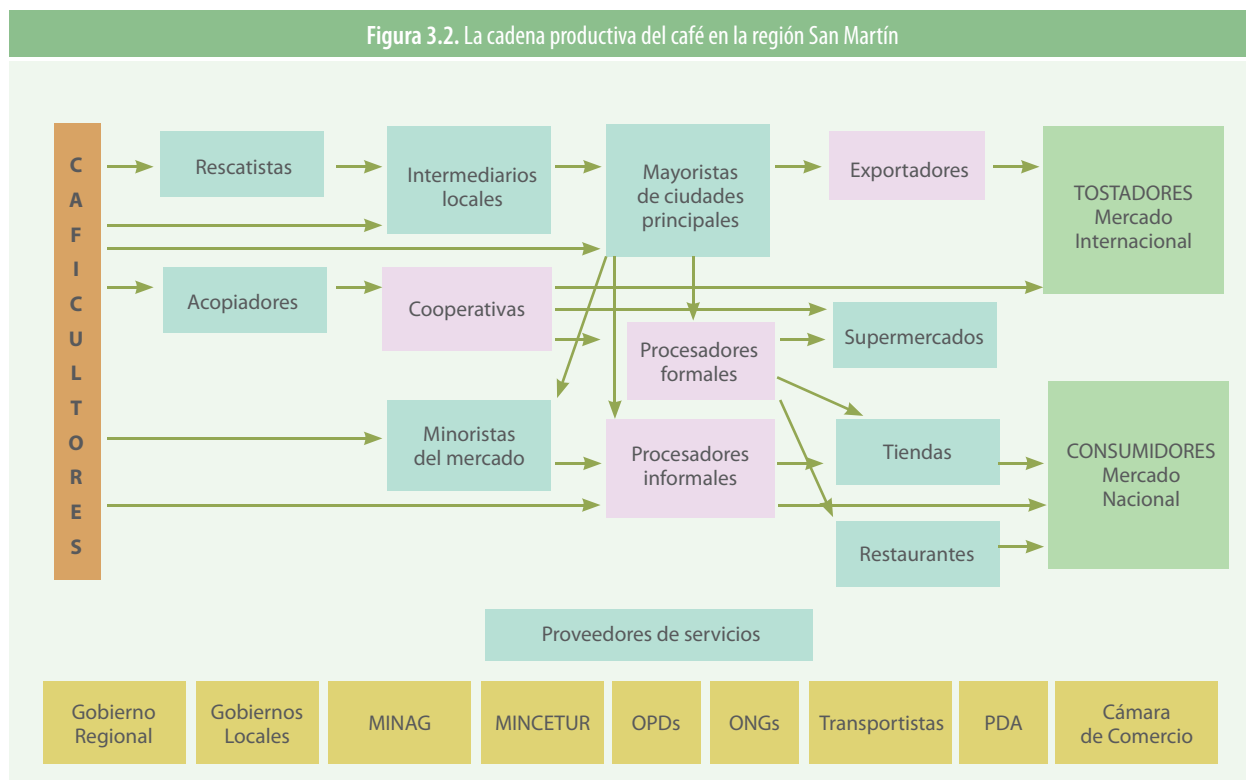 Figura 3.2. La cadena productiva del café en la región San Martín
CAFICULTORES
Rescatistas
Intermediarios
locales
Mayoristas
de ciudades
principales
Exportadores
TOSTADORES
Mercado
Internacional
Acopiadores
Cooperativas
Procesadores
formales
Supermercados
Minoristas
del mercado
Procesadores
informales
Tiendas
Restaurantes
CONSUMIDORES
Mercado
Nacional
Proveedores de servicios
Gobierno
Regional
Gobiernos
Locales
MINAG
MINCETUR
OPDs
ONGs
Transportistas
PDA
Cámara
de Comercio